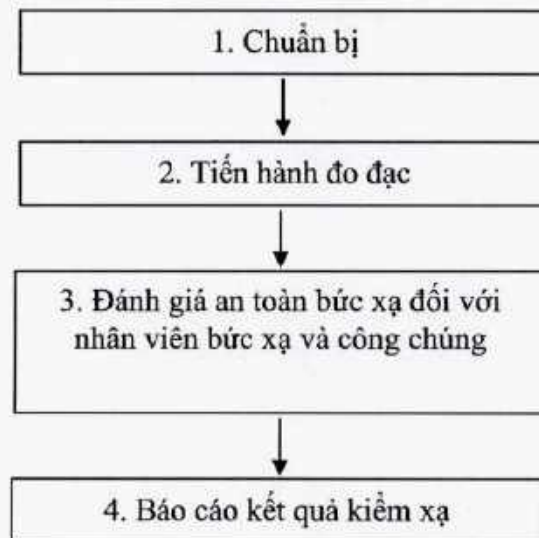 1. Chuẩn bị
2. Tiến hành đo đạc
3. Đánh giá an toàn bức xạ đối với
nhân viên bức xạ và công chúng
4. Báo cáo kết quả kiểm xạ